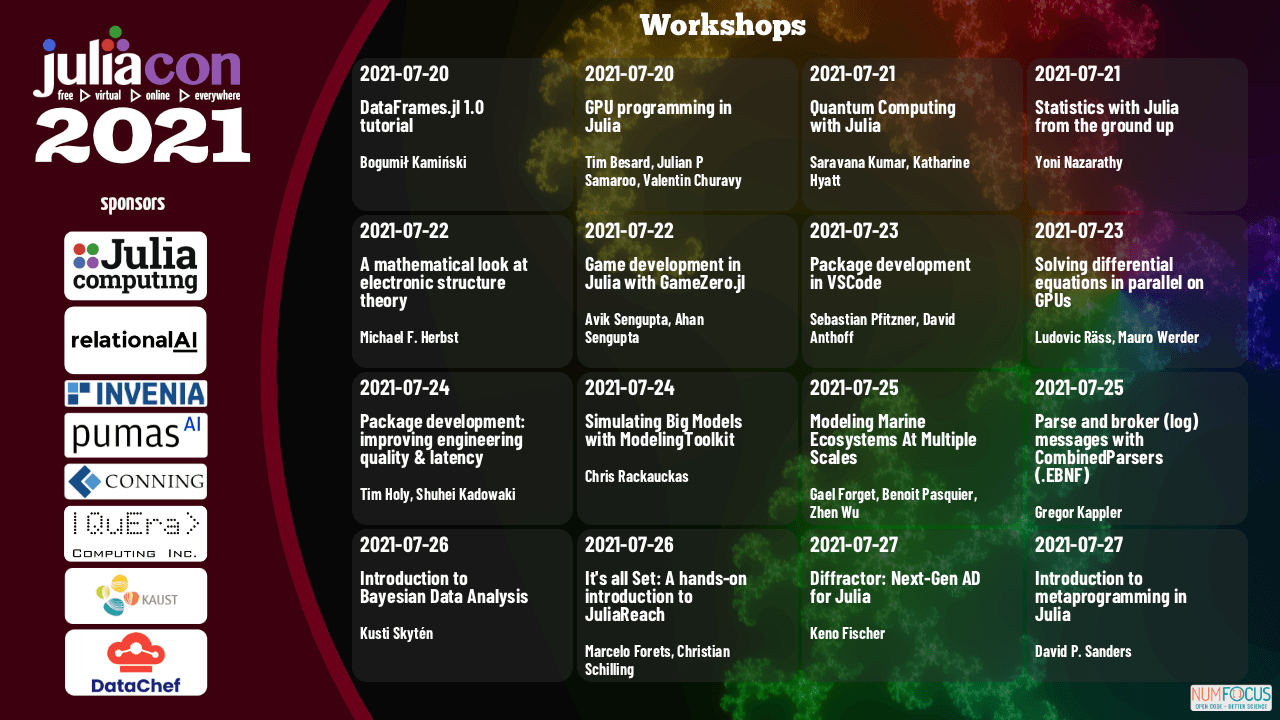 juliacon
free virtual online everywhere
2021
sponsors
Julia
computing
relationalAI
INVENIA
pumas AI
CONNING
|QuEra>
COMPUTING INC.
KAUST
DataChef
Workshops
2021-07-20
DataFrames.jl 1.0
tutorial
Bogumił Kamiński
2021-07-20
GPU programming in
Julia
Tim Besard, Julian P
Samaroo, Valentin Churavy
2021-07-21
Quantum Computing
with Julia
Saravana Kumar, Katharine
Hyatt
2021-07-21
Statistics with Julia
from the ground up
Yoni Nazarathy
2021-07-22
A mathematical look at
electronic structure
theory
Michael F. Herbst
2021-07-22
Game development in
Julia with GameZero.jl
Avik Sengupta, Ahan
Sengupta
2021-07-23
Package development
in VSCode
Sebastian Pfitzner, David
Anthoff
2021-07-23
Solving differential
equations in parallel on
GPUs
Ludovic Räss, Mauro Werder
2021-07-24
Package development:
improving engineering
quality & latency
Tim Holy, Shuhei Kadowaki
2021-07-24
Simulating Big Models
with ModelingToolkit
Chris Rackauckas
2021-07-25
Modeling Marine
Ecosystems At Multiple
Scales
Gael Forget, Benoit Pasquier,
Zhen Wu
2021-07-25
Parse and broker (log)
messages with
CombinedParsers
(.EBNF)
Gregor Kappler
2021-07-26
Introduction to
Bayesian Data Analysis
Kusti Skytén
2021-07-26
It's all Set: A hands-on
introduction to
JuliaReach
Marcelo Forets, Christian
Schilling
2021-07-27
Diffractor: Next-Gen AD
for Julia
Keno Fischer
2021-07-27
Introduction to
metaprogramming in
Julia
David P. Sanders
NUMFOCUS
OPEN CODE = BETTER SCIENCE